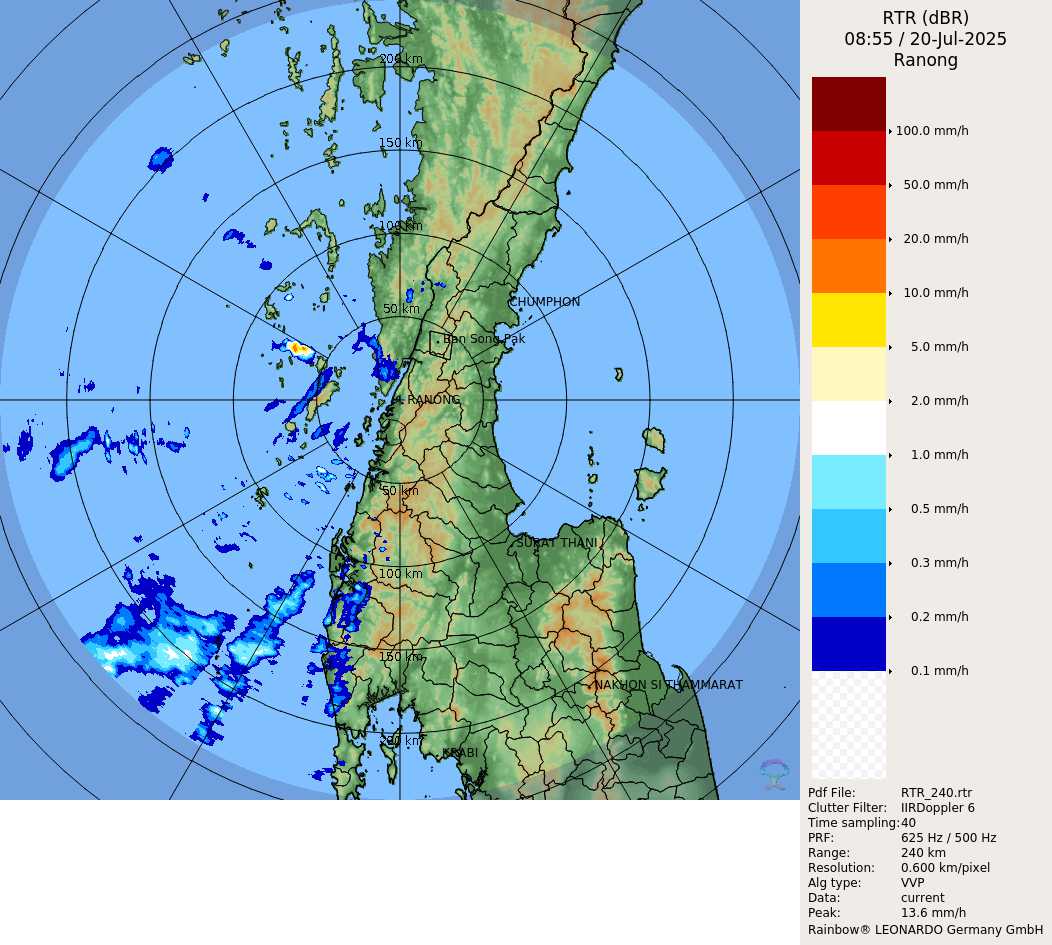 RTR (dBR)
08:55 / 20-Jul-2025
Ranong
100.0 mm/h
50.0 mm/h
20.0 mm/h
10.0 mm/h
5.0 mm/h
2.0 mm/h
1.0 mm/h
0.5 mm/h
0.3 mm/h
0.2 mm/h
0.1 mm/h
Pdf File: RTR_240.rtr
Clutter Filter: IIRDoppler 6
Time sampling: 40
PRF: 625 Hz / 500 Hz
Range: 240 km
Resolution: 0.600 km/pixel
Alg type: VVP
Data: current
Peak: 13.6 mm/h
Rainbow® LEONARDO Germany GmbH
200 km
150 km
100 km
50 km
CHUMPHON
Ban Song Pak
RANONG
50 km
SURAT THANI
100 km
150 km
NAKHON SI THAMMARAT
200 km
KRABI